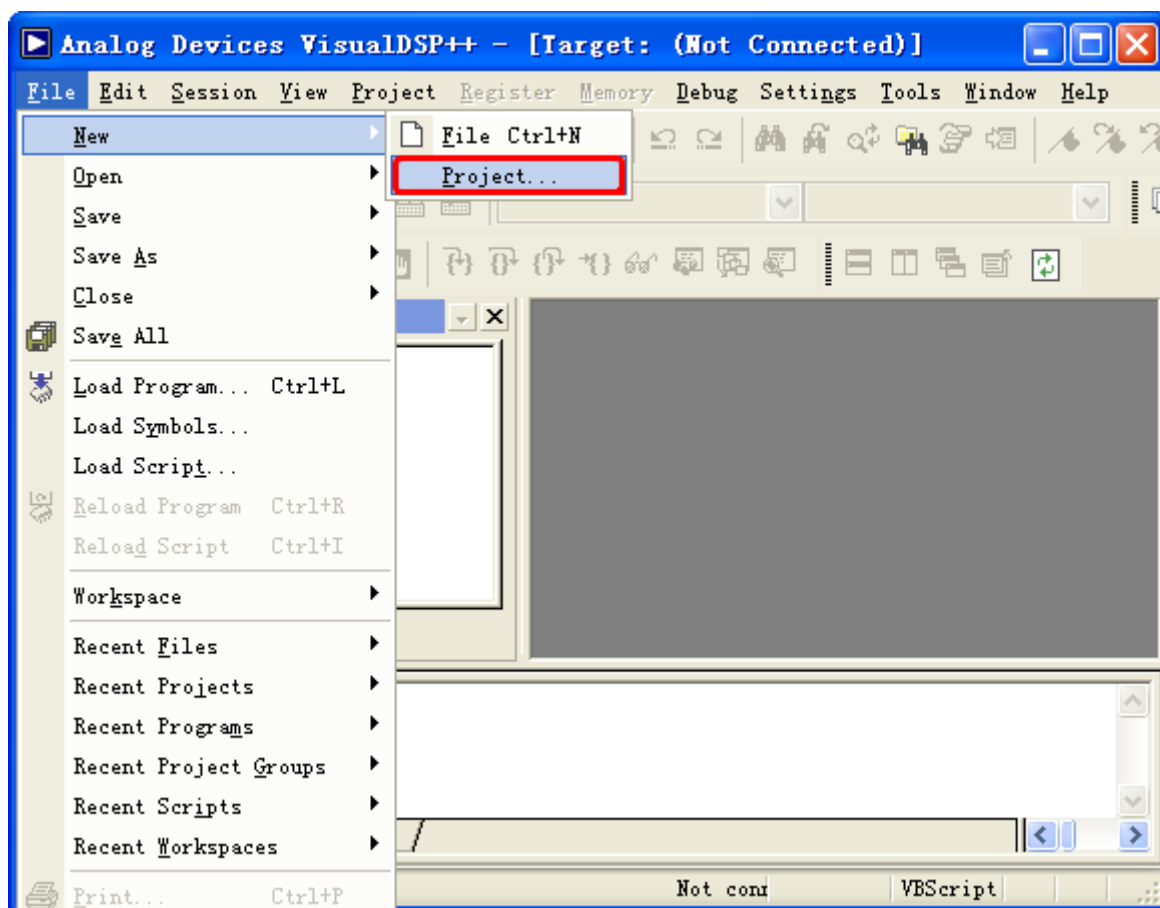 Analog Devices VisualDSP++ - [Target: (Not Connected)]
File Edit Session View Project Register Memory Debug Settings Tools Window Help
New
File Ctrl+N
Project...
Open
Save
Save As
Close
Save All
Load Program... Ctrl+L
Load Symbols...
Load Script...
Reload Program Ctrl+R
Reload Script Ctrl+I
Workspace
Recent Files
Recent Projects
Recent Programs
Recent Project Groups
Recent Scripts
Recent Workspaces
Print... Ctrl+P
Not VBScript